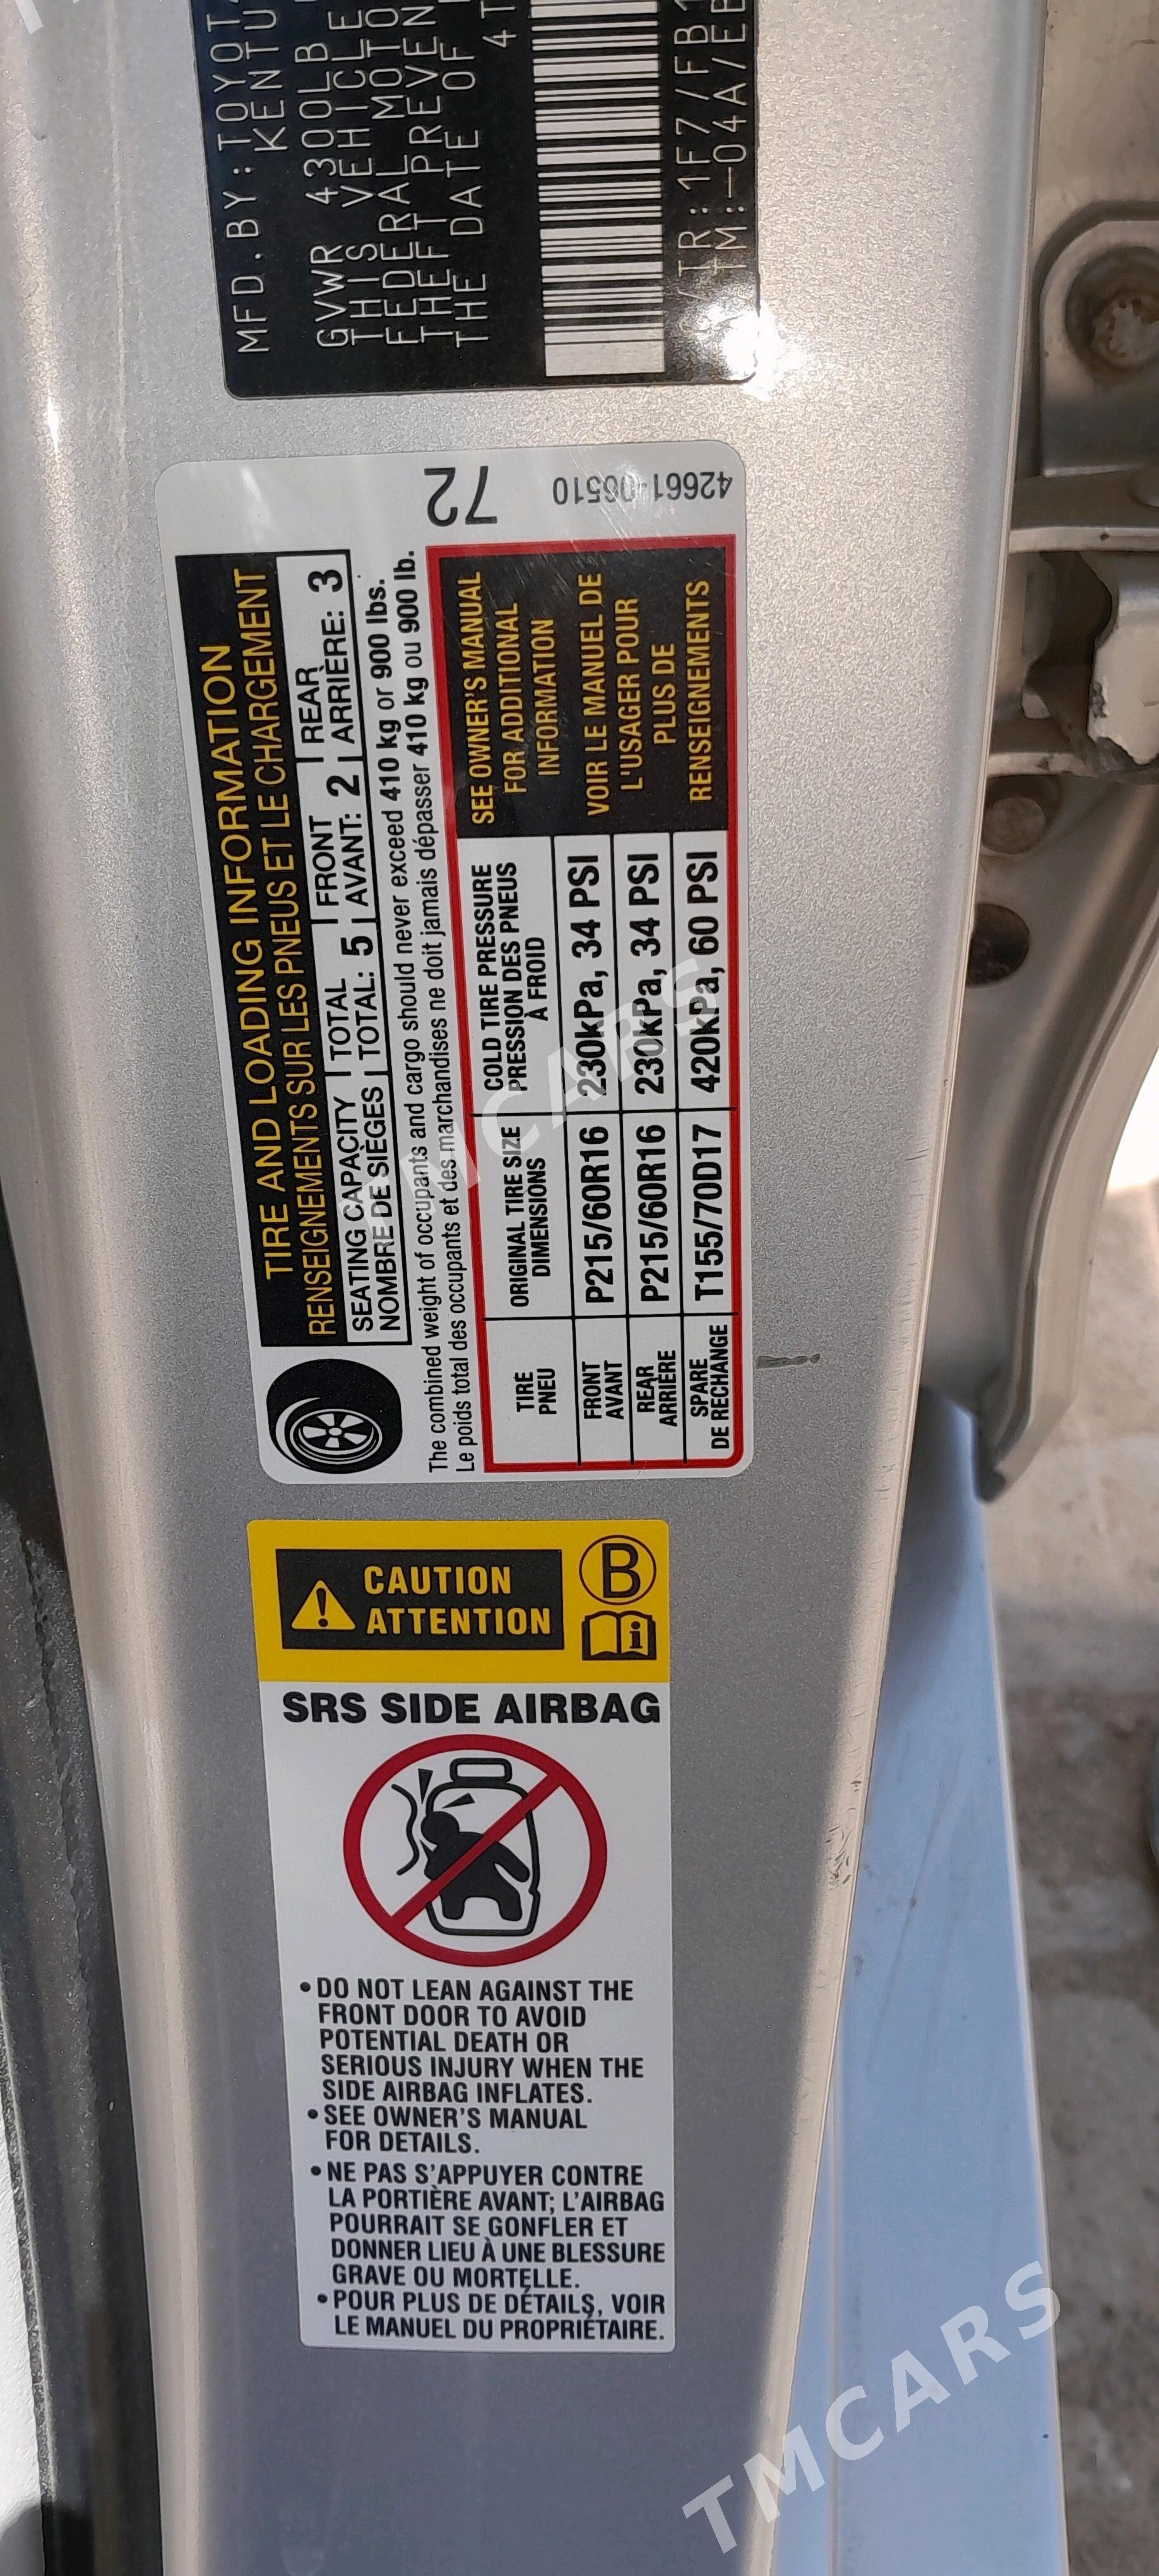 MFD.BY:TOYOT
KENTU
GVWR 4300LB
THIS VEHICLE
FEDERAL MOTO
THEFT PREVEN
THE DATE OF
4T
/TR:1F7/FB1
TM:-04A/
72
42661-06510
TIRE AND LOADING INFORMATION
RENSEIGNEMENTS SUR LES PNEUS ET LE CHARGEMENT
SEATING CAPACITY TOTAL FRONT REAR
NOMBRE DE SIÈGES TOTAL: 5 AVANT: 2 ARRIÈRE: 3
The combined weight of occupants and cargo should never exceed 410 kg or 900 lbs.
Le poids total des occupants et des marchandises ne doit jamais dépasser 410 kg ou 900 lb.
TIRE
PNEU
ORIGINAL TIRE SIZE
DIMENSIONS
COLD TIRE PRESSURE
PRESSION DES PNEUS
À FROID
FRONT
AVANT
P215/60R16
230kPa, 34 PSI
REAR
ARRIERE
P215/60R16
230kPa, 34 PSI
SPARE
DE RECHANGE
T155/70D17
420kPa, 60 PSI
SEE OWNER'S MANUAL
FOR ADDITIONAL
INFORMATION
VOIR LE MANUEL DE
L'USAGER POUR
PLUS DE
RENSEIGNEMENTS
TMCARS
CAUTION
ATTENTION
B
i
SRS SIDE AIRBAG
•DO NOT LEAN AGAINST THE
FRONT DOOR TO AVOID
POTENTIAL DEATH OR
SERIOUS INJURY WHEN THE
SIDE AIRBAG INFLATES.
•SEE OWNER'S MANUAL
FOR DETAILS.
•NE PAS S'APPUYER CONTRE
LA PORTIÈRE AVANT; L'AIRBAG
POURRAIT SE GONFLER ET
DONNER LIEU À UNE BLESSURE
GRAVE OU MORTELLE.
•POUR PLUS DE DÉTAILS, VOIR
LE MANUEL DU PROPRIÉTAIRE.
TMCARS